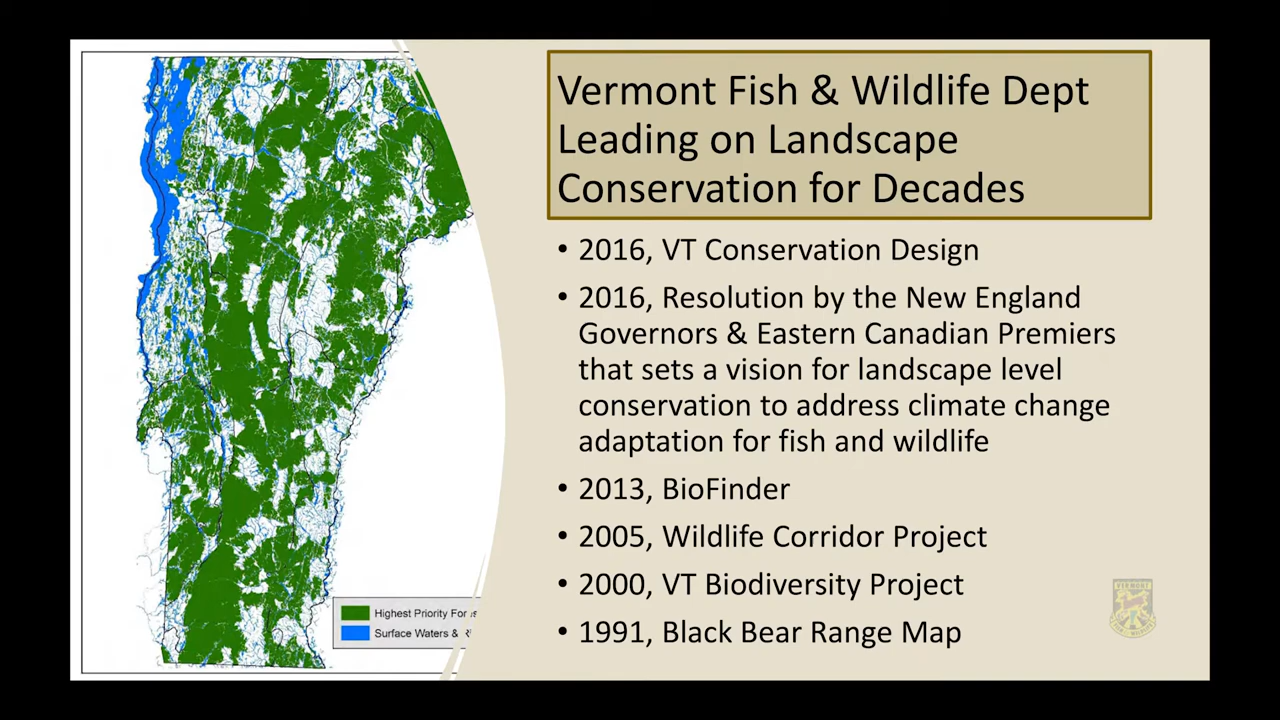 Vermont Fish & Wildlife Dept
Leading on Landscape
Conservation for Decades
• 2016, VT Conservation Design
• 2016, Resolution by the New England
Governors & Eastern Canadian Premiers
that sets a vision for landscape level
conservation to address climate change
adaptation for fish and wildlife
• 2013, BioFinder
• 2005, Wildlife Corridor Project
• 2000, VT Biodiversity Project
• 1991, Black Bear Range Map
Highest Priority
Surface Waters &
VERMONT